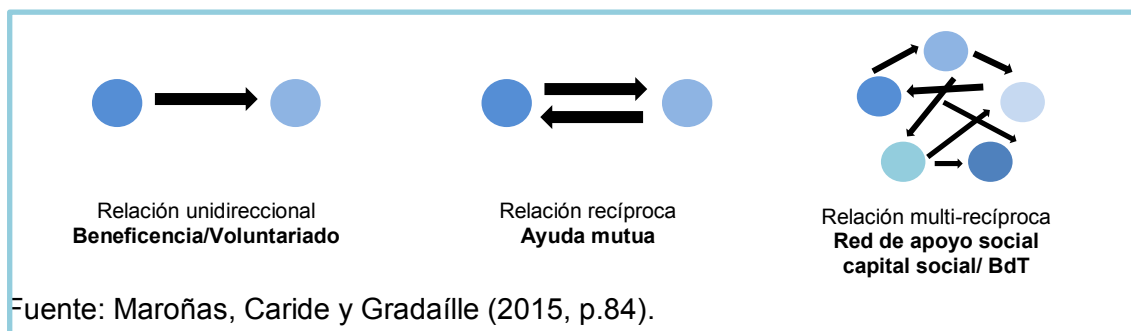 Relación unidireccional
Beneficencia/Voluntariado
Relación recíproca
Ayuda mutua
Relación multi-recíproca
Red de apoyo social
capital social/ BdT
Fuente: Maroñas, Caride y Gradaílle (2015, p.84).